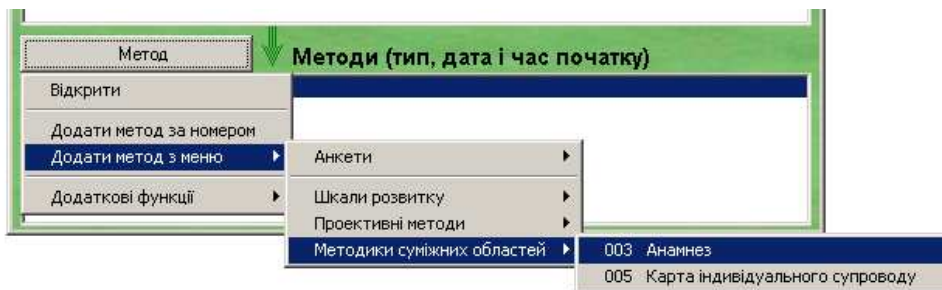 Метод
Методи (тип, дата і час початку)
Відкрити
Додати метод за номером
Додати метод з меню
Додаткові функції
Анкети
Шкали розвитку
Проективні методи
Методики суміжних областей
003 Анамнез
005 Карта індивідуального супроводу